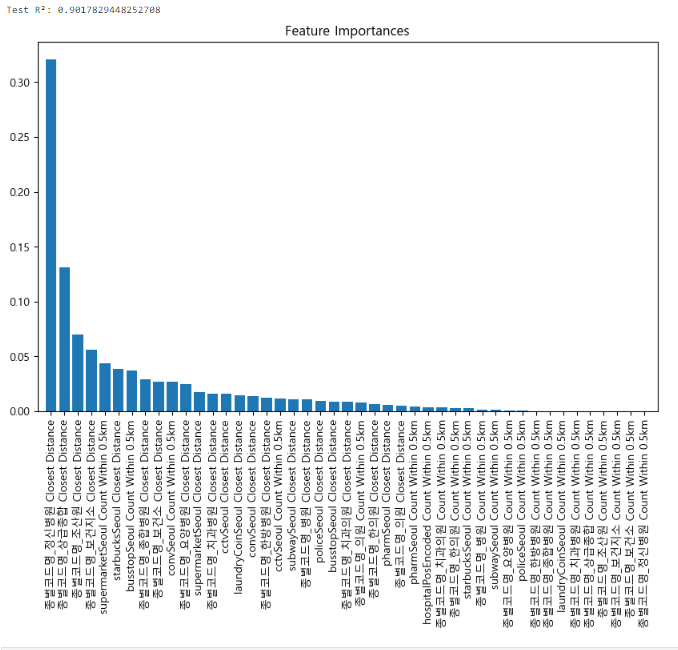 Test R²: 0.9017829448252708
Feature Importances
0.30
0.25
0.20
0.15
0.10
0.05
0.00
종별코드명_정신병원 Closest Distance
종별코드명_상급종합 Closest Distance
종별코드명_조산원 Closest Distance
종별코드명_보건지소 Closest Distance
supermarketSeoul Count Within 0.5km
starbucksSeoul Closest Distance
busstopSeoul Count Within 0.5km
종별코드명_종합병원 Closest Distance
종별코드명_보건소 Closest Distance
convSeoul Count Within 0.5km
종별코드명_요양병원 Closest Distance
supermarketSeoul Closest Distance
종별코드명_치과병원 Closest Distance
cctvSeoul Closest Distance
laundryCoinSeoul Closest Distance
convSeoul Closest Distance
종별코드명_한방병원 Closest Distance
cctvSeoul Count Within 0.5km
subwaySeoul Closest Distance
종별코드명_병원 Closest Distance
policeSeoul Closest Distance
busstopSeoul Closest Distance
종별코드명_치과의원 Closest Distance
종별코드명_의원 Count Within 0.5km
종별코드명_한의원 Closest Distance
pharmSeoul Closest Distance
종별코드명_의원 Closest Distance
pharmSeoul Count Within 0.5km
hospitalPosEncoded Count Within 0.5km
종별코드명_치과의원 Count Within 0.5km
종별코드명_한의원 Count Within 0.5km
starbucksSeoul Count Within 0.5km
종별코드명_병원 Count Within 0.5km
subwaySeoul Count Within 0.5km
종별코드명_요양병원 Count Within 0.5km
policeSeoul Count Within 0.5km
종별코드명_한방병원 Count Within 0.5km
종별코드명_종합병원 Count Within 0.5km
laundryCoinSeoul Count Within 0.5km
종별코드명_치과병원 Count Within 0.5km
종별코드명_상급종합 Count Within 0.5km
종별코드명_조산원 Count Within 0.5km
종별코드명_보건지소 Count Within 0.5km
종별코드명_보건소 Count Within 0.5km
종별코드명_정신병원 Count Within 0.5km